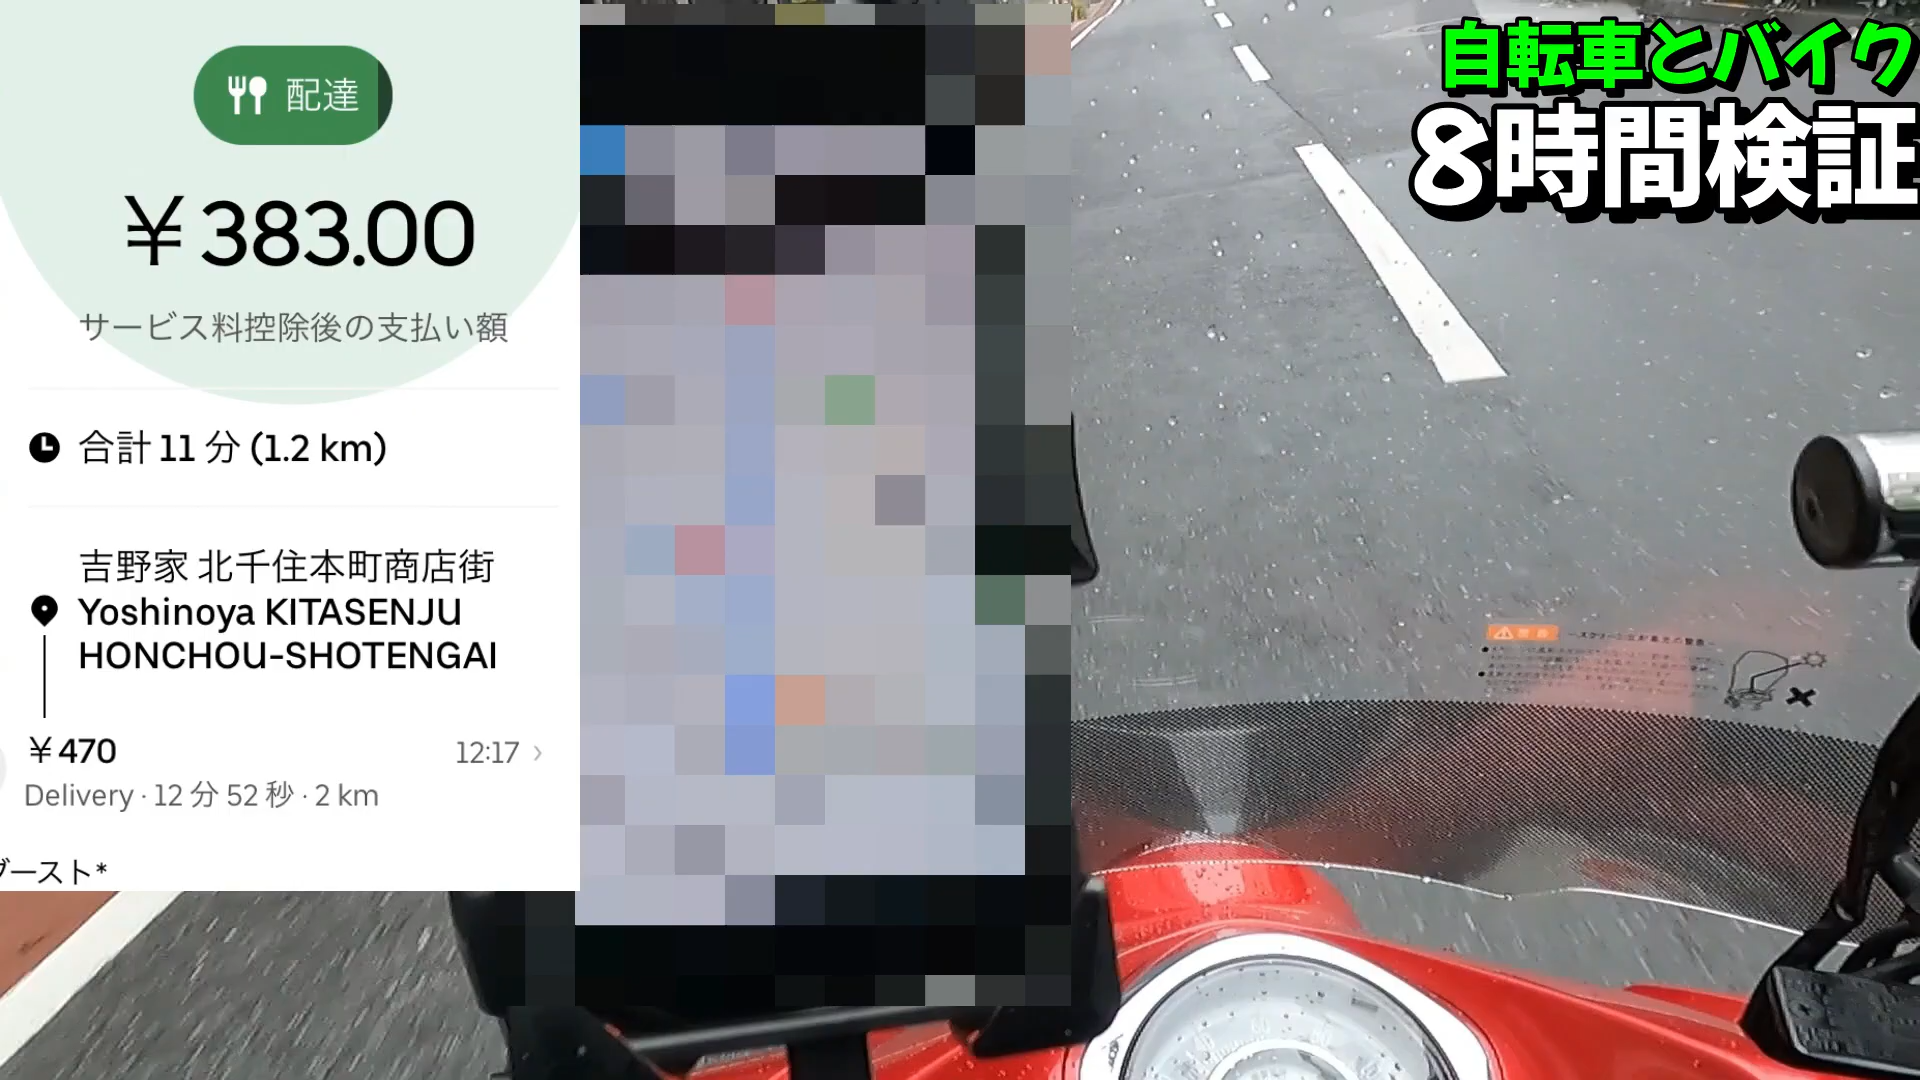 配達
￥383.00
サービス料控除後の支払い額
合計 11 分 (1.2 km)
吉野家 北千住本町商店街
Yoshinoya KITASENJU
HONCHOU-SHOTENGAI
￥470 12:17
Delivery · 12 分 52 秒 · 2 km
ブースト*
自転車とバイク
8時間検証